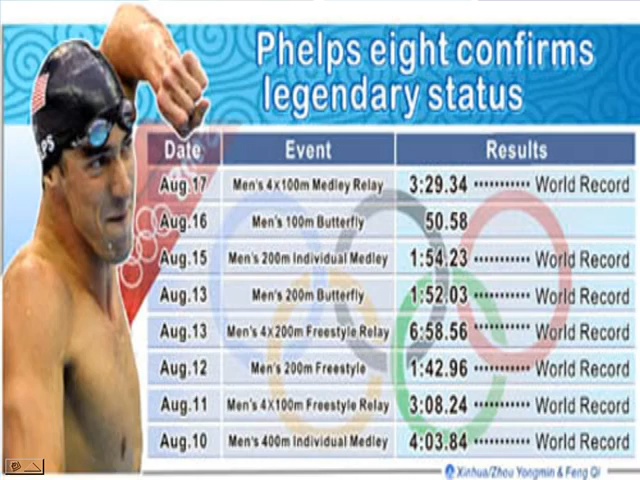 Phelps eight confirms
legendary status
PS
Date Event Results
Aug.17 Men's 4×100m Medley Relay 3:29.34 ··········· World Record
Aug.16 Men's 100m Butterfly 50.58
Aug.15 Men's 200m Individual Medley 1:54.23 ··········· World Record
Aug.13 Men's 200m Butterfly 1:52.03 ··········· World Record
Aug.13 Men's 4X200m Freestyle Relay 6:58.56 ··········· World Record
Aug.12 Men's 200m Freestyle 1:42.96 ··········· World Record
Aug.11 Men's 4X100m Freestyle Relay 3:08.24 ··········· World Record
Aug.10 Men's 400m Individual Medley 4:03.84 ··········· World Record
Xinhua/Zhou Yongmin & Feng Qi